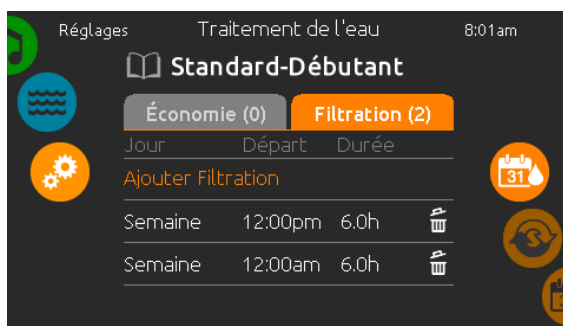 Réglages Traitement de l'eau 8:01am
Standard-Débutant
Économie (0) Filtration (2)
Jour Départ Durée
Ajouter Filtration
31
Semaine 12:00pm 6.0h
Semaine 12:00am 6.0h